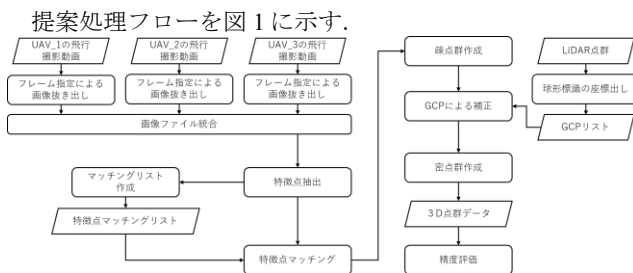 提案処理フローを図1に示す.
UAV_1の飛行
撮影動画
UAV_2の飛行
撮影動画
UAV_3の飛行
撮影動画
フレーム指定による
画像抜き出し
フレーム指定による
画像抜き出し
フレーム指定による
画像抜き出し
画像ファイル統合
特徴点抽出
マッチングリスト
作成
特徴点マッチングリスト
特徴点マッチング
疎点群作成
GCPによる補正
密点群作成
3D点群データ
精度評価
LiDAR点群
球形標識の座標出し
GCPリスト